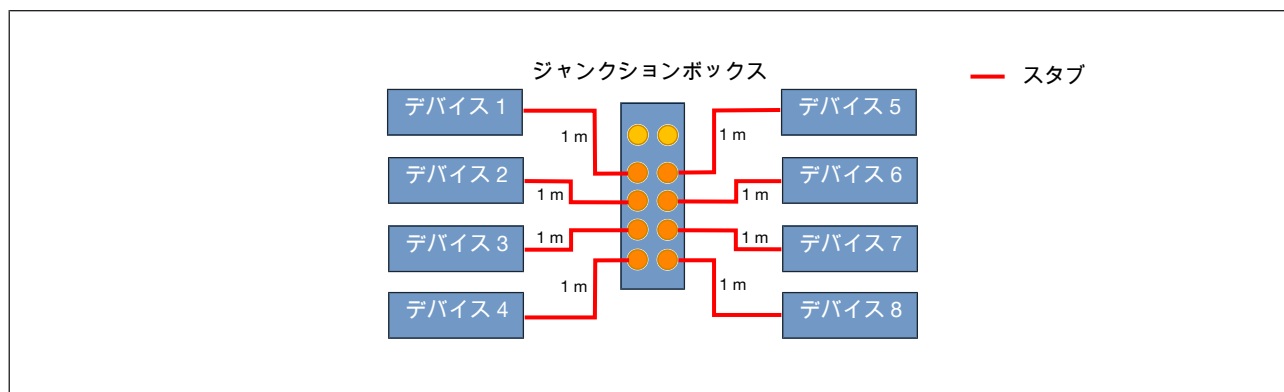 ジャンクションボックス
スタブ
デバイス 1
デバイス 5
1 m
1 m
デバイス 2
デバイス 6
1 m
1 m
デバイス 3
デバイス 7
1 m
1 m
1 m
1 m
デバイス 4
デバイス 8